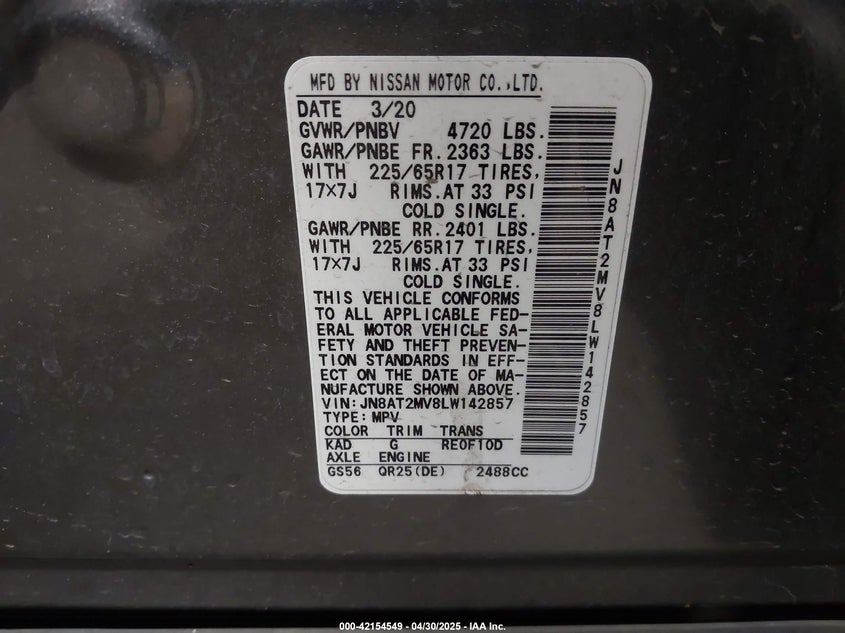 MFD BY NISSAN MOTOR CO.,LTD.
DATE 3/20
GVWR/PNBV 4720 LBS.
GAWR/PNBE FR. 2363 LBS.
WITH 225/65R17 TIRES,
17×7J RIMS.AT 33 PSI
COLD SINGLE.
GAWR/PNBE RR. 2401 LBS.
WITH 225/65R17 TIRES,
17×7J RIMS.AT 33 PSI
COLD SINGLE.
THIS VEHICLE CONFORMS
TO ALL APPLICABLE FED-
ERAL MOTOR VEHICLE SA-
FETY AND THEFT PREVEN-
TION STANDARDS IN EFF-
ECT ON THE DATE OF MA-
NUFACTURE SHOWN ABOVE.
VIN:JN8AT2MV8LW142857
TYPE:MPV
COLOR TRIM TRANS
KAD G RE0F10D
AXLE ENGINE
GS56 QR25(DE) 2488CC
JN8AT2MV8LW142857
000-42154549 - 04/30/2025 - IAA Inc.